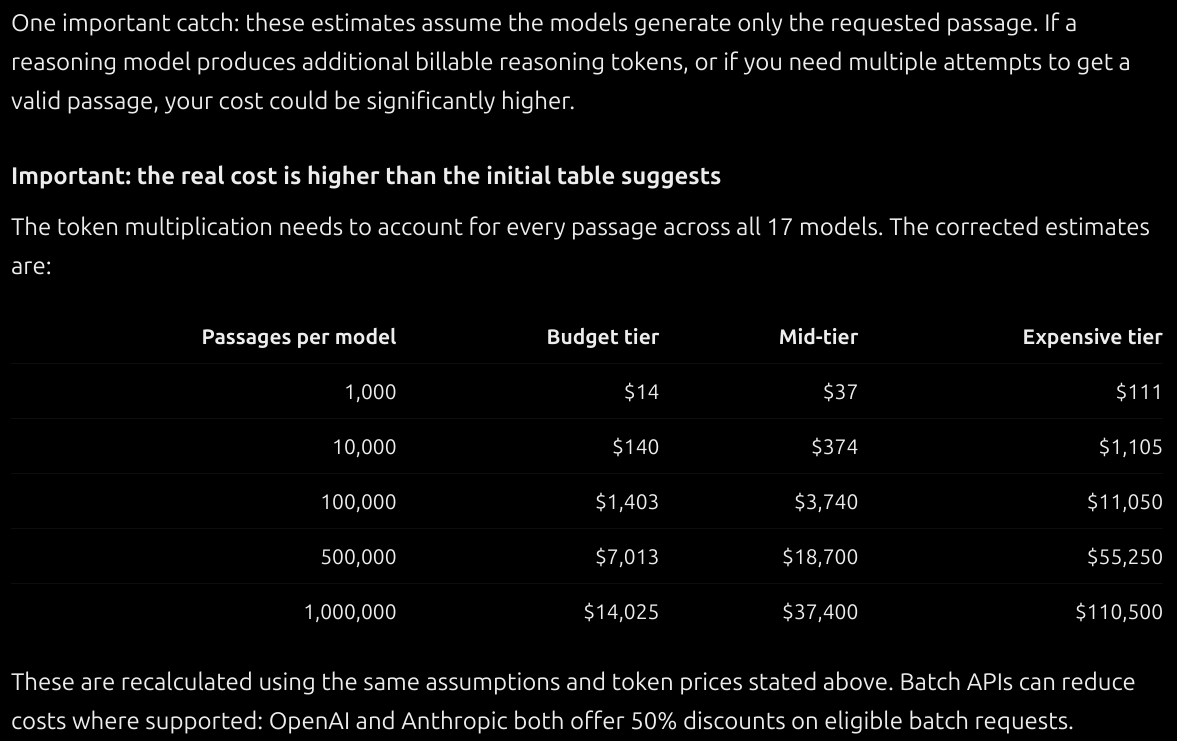 One important catch: these estimates assume the models generate only the requested passage. If a
reasoning model produces additional billable reasoning tokens, or if you need multiple attempts to get a
valid passage, your cost could be significantly higher.
Important: the real cost is higher than the initial table suggests
The token multiplication needs to account for every passage across all 17 models. The corrected estimates
are:
Passages per model Budget tier Mid-tier Expensive tier
1,000 $14 $37 $111
10,000 $140 $374 $1,105
100,000 $1,403 $3,740 $11,050
500,000 $7,013 $18,700 $55,250
1,000,000 $14,025 $37,400 $110,500
These are recalculated using the same assumptions and token prices stated above. Batch APIs can reduce
costs where supported: OpenAI and Anthropic both offer 50% discounts on eligible batch requests.